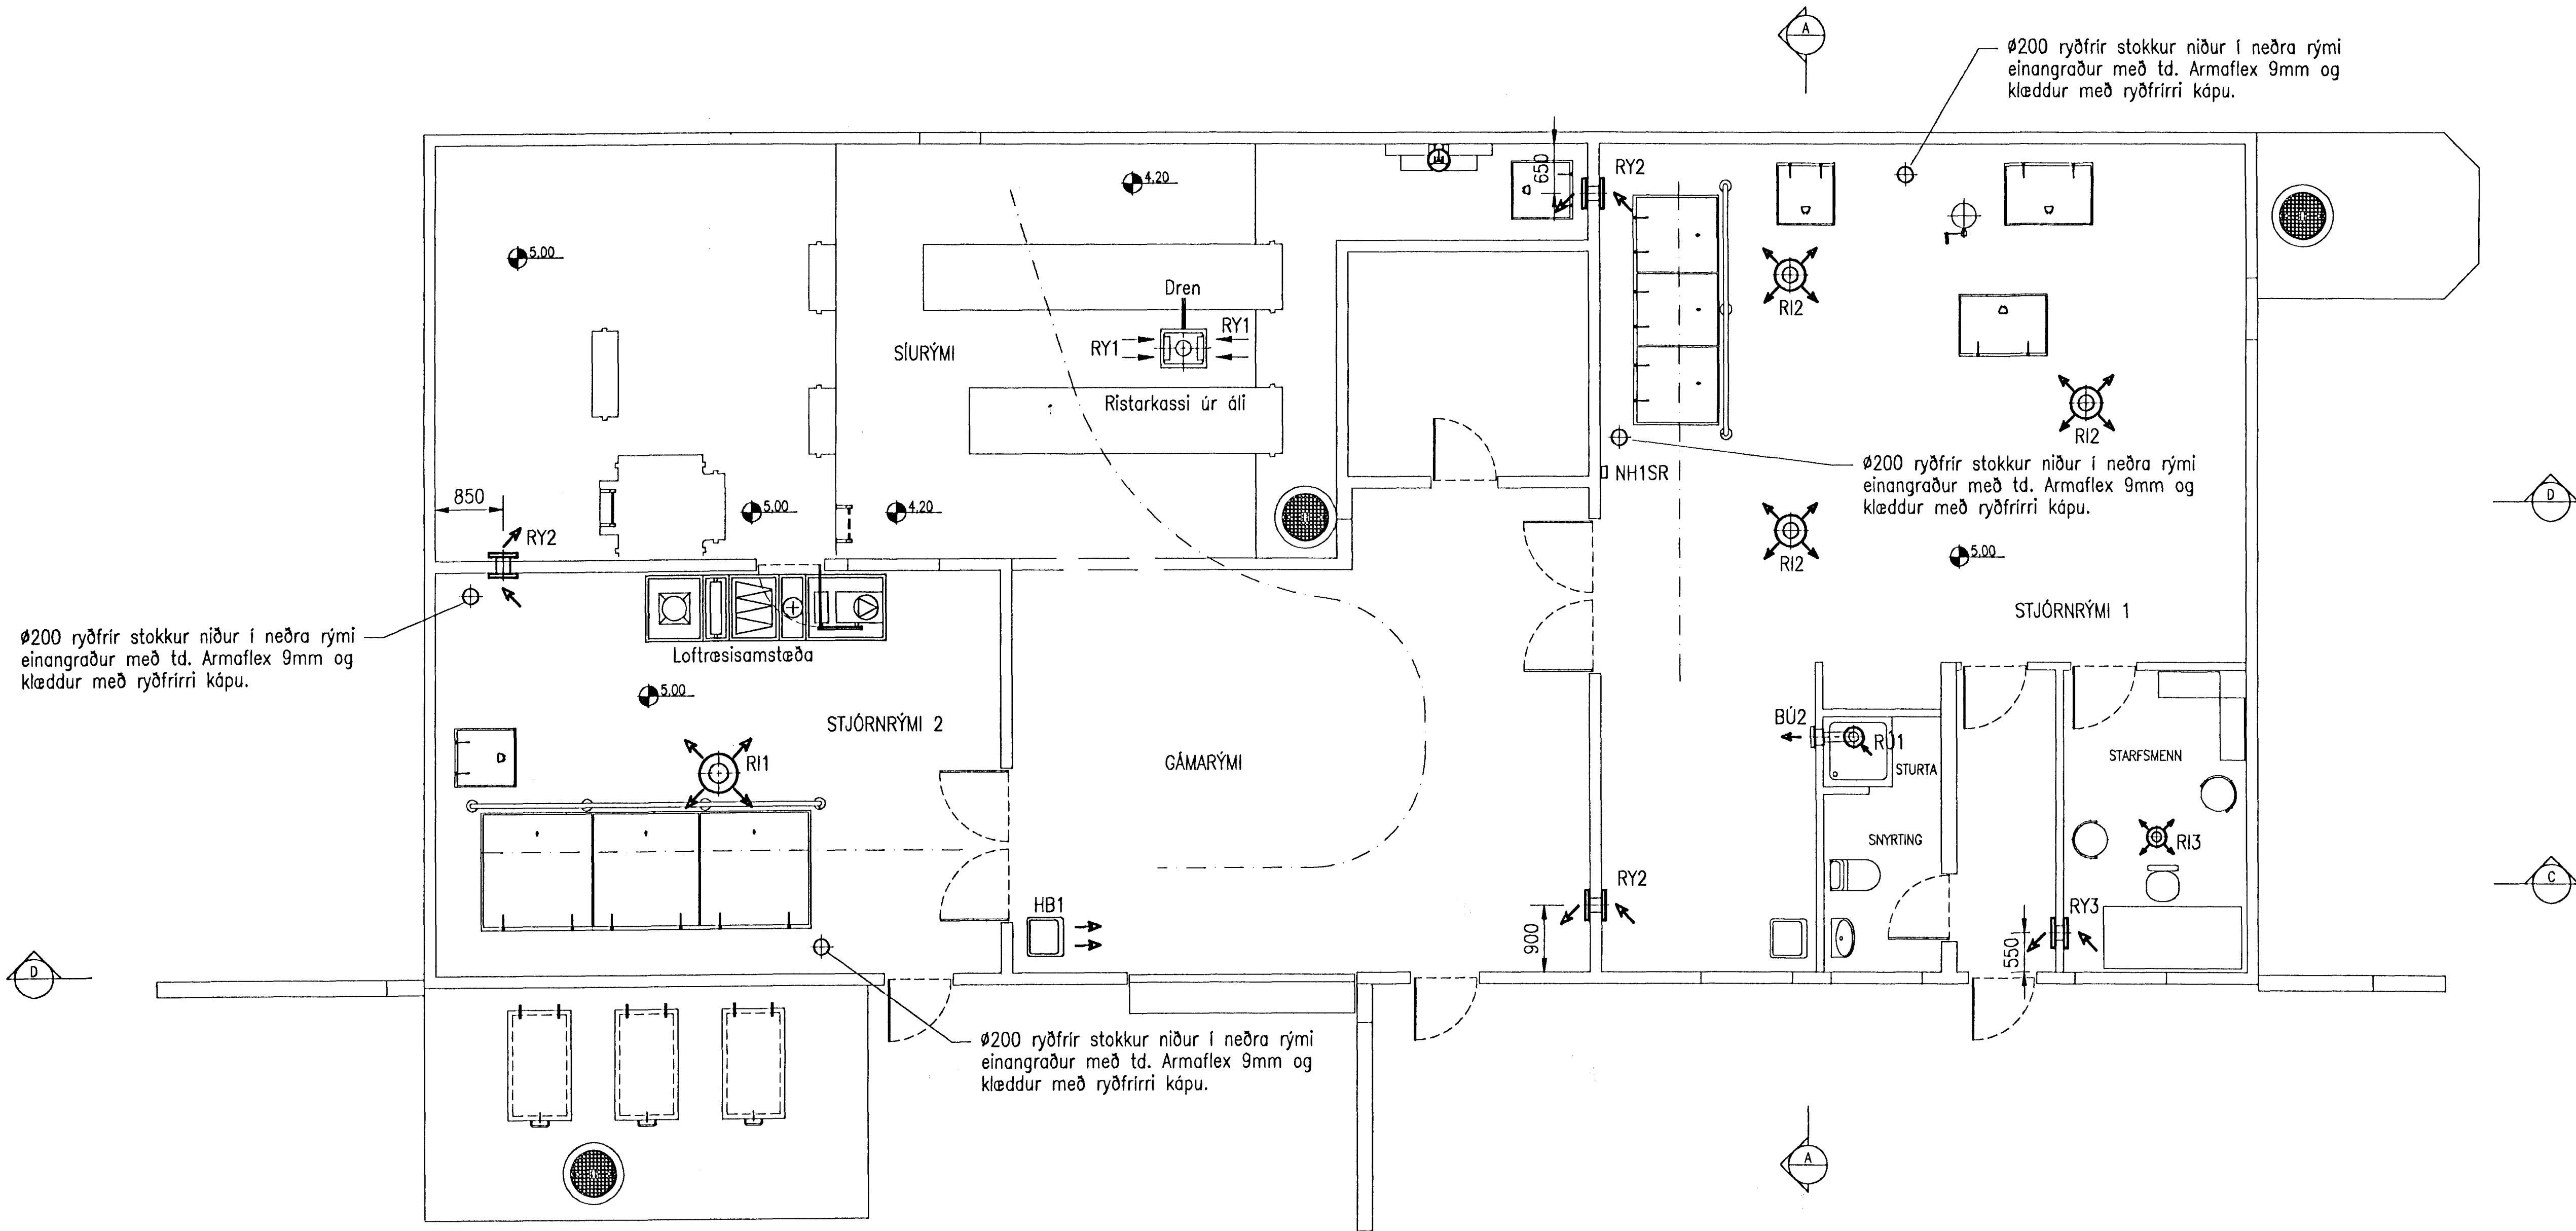 A
Ø200 ryðfrír stokkur niður í neðra rými
einangraður með td. Armaflex 9mm og
klæddur með ryðfrírri kápu.
4,20
650
RY2
5,00
RI2
Dren
RY1
RY1
SÍURÝMI
Ristarkassi úr áli
RI2
Ø200 ryðfrír stokkur niður í neðra rými
einangraður með td. Armaflex 9mm og
klæddur með ryðfrírri kápu.
NH1SR
850
5,00
4,20
D
RY2
RI2
5,00
STJÓRNRÝMI 1
Ø200 ryðfrír stokkur niður í neðra rými
einangraður með td. Armaflex 9mm og
klæddur með ryðfrírri kápu.
Loftræsisamstæða
5,00
STJÓRNRÝMI 2
BÚ2
RÚ1
RI1
GÁMARÝMI
STURTA
STARFSMENN
SNYRTING
RI3
C
RY2
HB1
RY3
900
550
D
Ø200 ryðfrír stokkur niður í neðra rými
einangraður með td. Armaflex 9mm og
klæddur með ryðfrírri kápu.
A